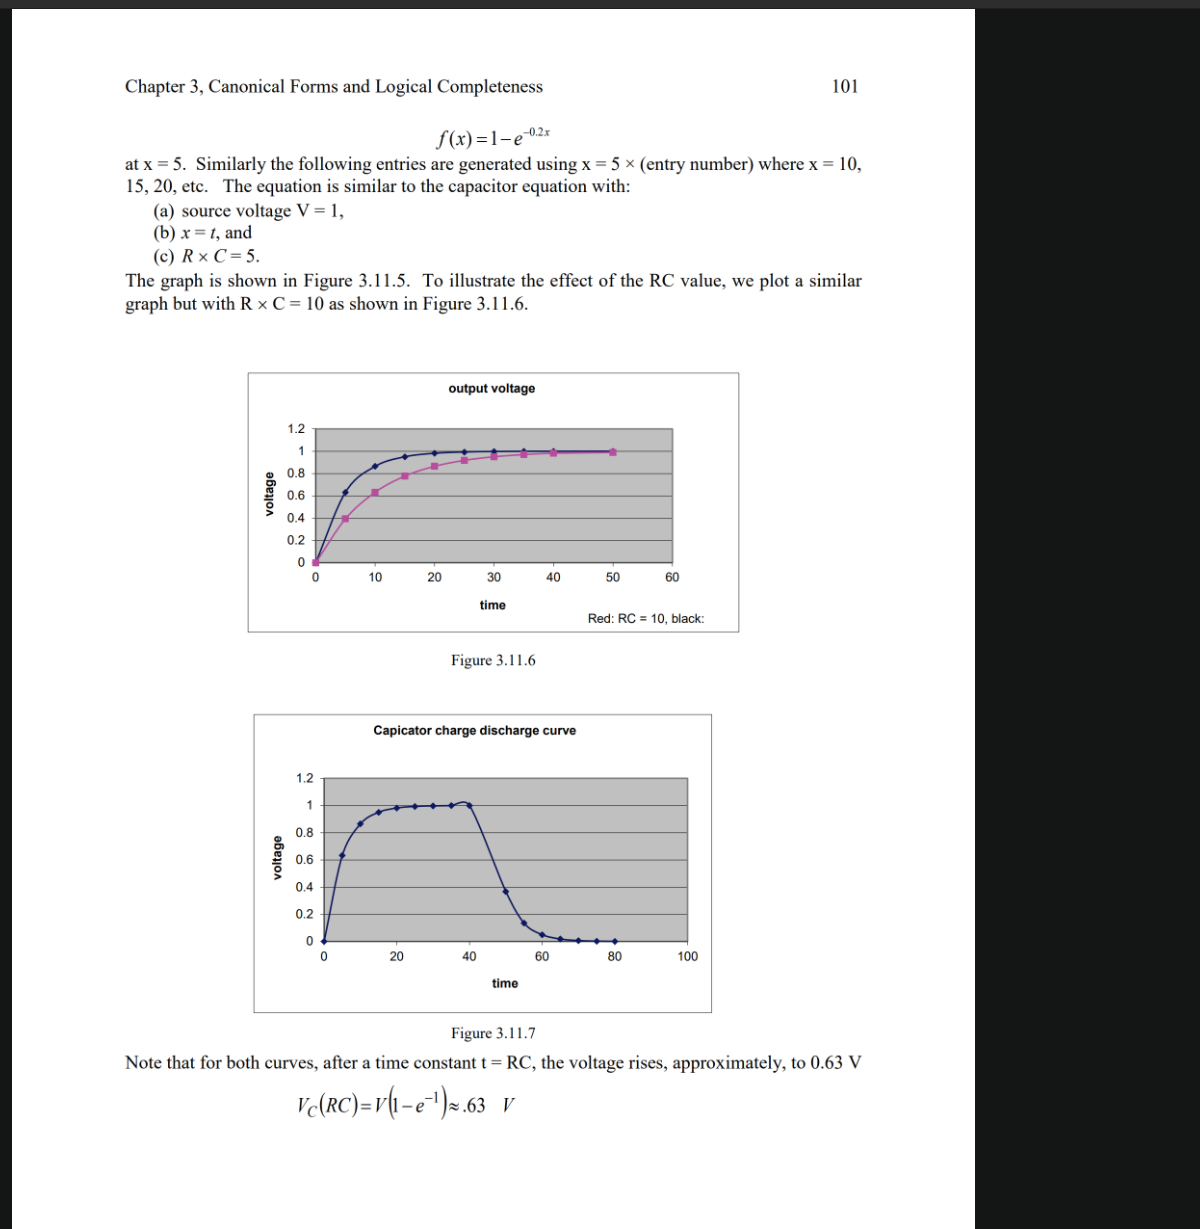 Chapter 3, Canonical Forms and Logical Completeness 101
f(x)=1−e^{−0.2x}
at x = 5. Similarly the following entries are generated using x = 5 × (entry number) where x = 10,
15, 20, etc. The equation is similar to the capacitor equation with:
(a) source voltage V = 1,
(b) x = t, and
(c) R × C = 5.
The graph is shown in Figure 3.11.5. To illustrate the effect of the RC value, we plot a similar
graph but with R × C = 10 as shown in Figure 3.11.6.
output voltage
1.2
1
0.8
0.6
0.4
0.2
0
voltage
0 10 20 30 40 50 60
time
Red: RC = 10, black:
Figure 3.11.6
Capicator charge discharge curve
1.2
1
0.8
0.6
0.4
0.2
0
voltage
0 20 40 60 80 100
time
Figure 3.11.7
Note that for both curves, after a time constant t = RC, the voltage rises, approximately, to 0.63 V
V_C(RC)=V(1−e^{−1})≈.63 V